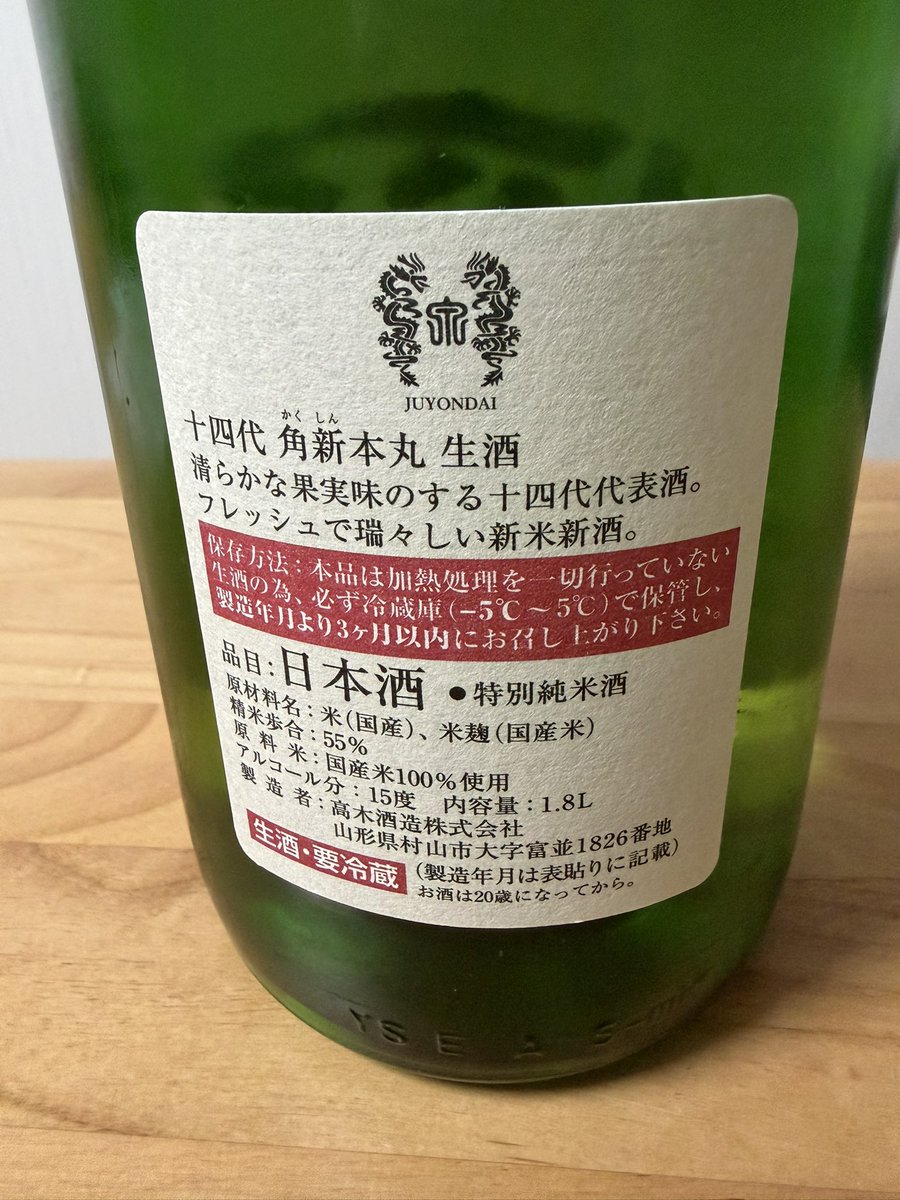 JUYONDAI
かく しん
十四代 角新本丸 生酒
清らかな果実味のする十四代代表酒。
フレッシュで瑞々しい新米新酒。
保存方法：本品は加熱処理を一切行っていない
生酒の為、必ず冷蔵庫(−5℃～5℃)で保管し、
製造年月より3ヶ月以内にお召し上がり下さい。
品目：日本酒 ●特別純米酒
原材料名：米(国産)、米麹(国産米)
精米歩合：55%
原料米：国産米100%使用
アルコール分：15度 内容量：1.8L
製造者：高木酒造株式会社
山形県村山市大字富並1826番地
生酒・要冷蔵 (製造年月は表貼りに記載)
お酒は20歳になってから。